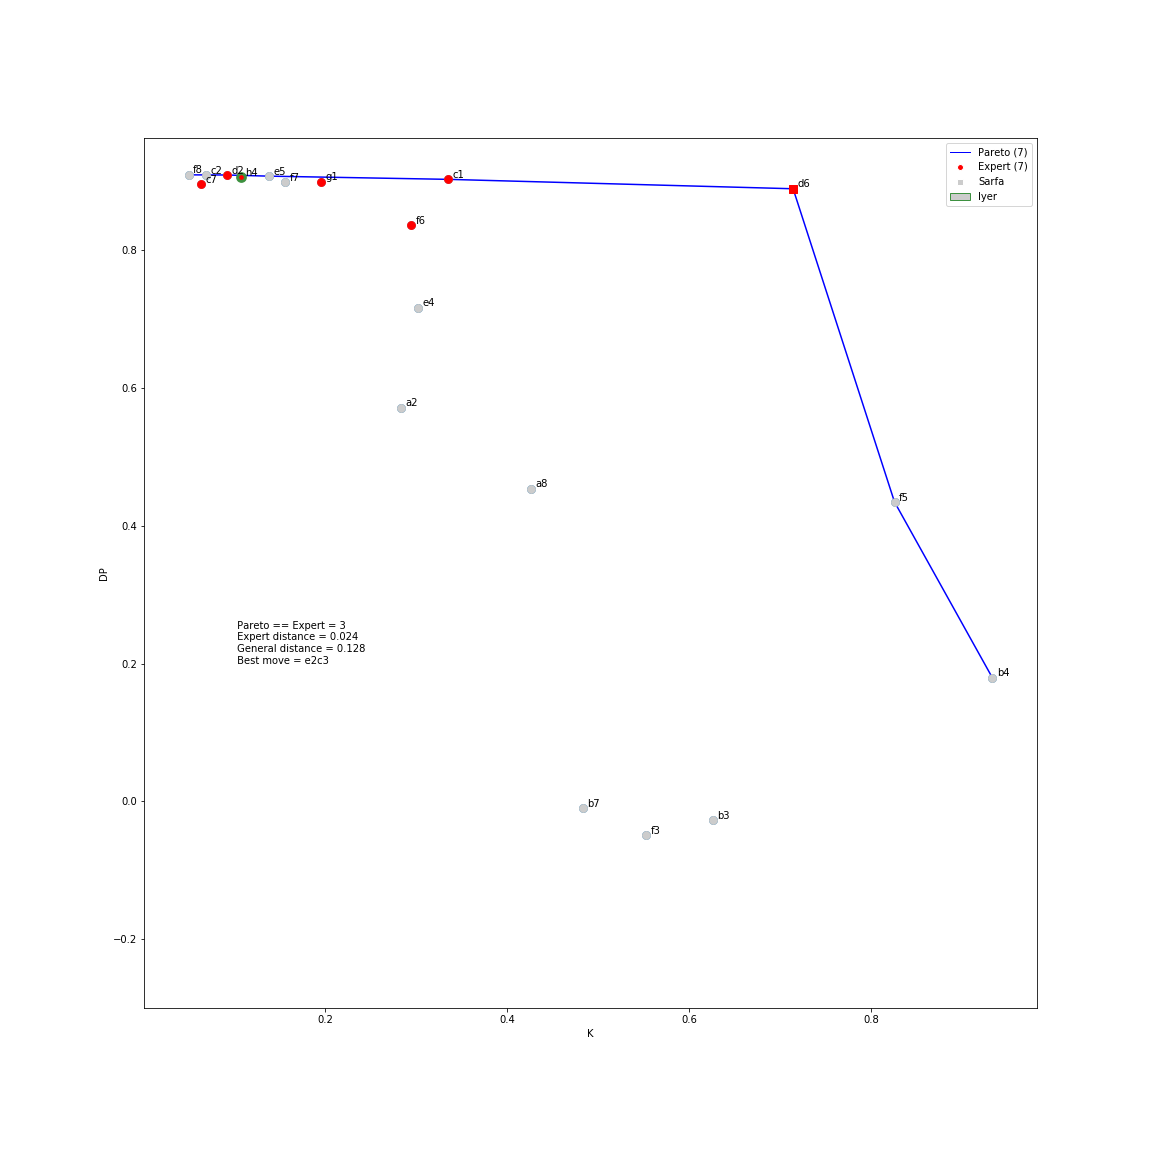 f8
c2
d2
h4
e5
c7
f7
g1
c1
d6
Pareto (7)
Expert (7)
Sarfa
Iyer
f6
e4
a2
a8
f5
b4
b7
f3
b3
Pareto == Expert = 3
Expert distance = 0.024
General distance = 0.128
Best move = e2c3
0.8
0.6
0.4
0.2
0.0
−0.2
DP
0.2
0.4
0.6
0.8
K